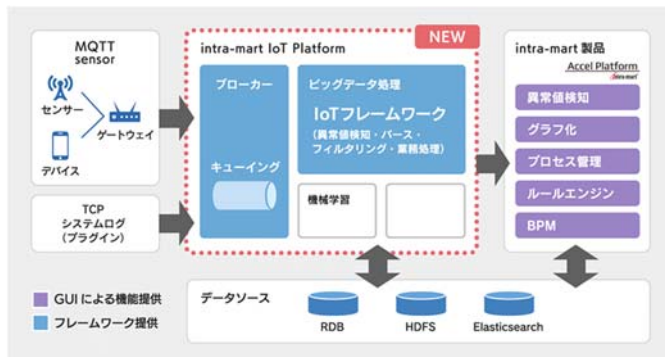 MQTT
sensor
センサー
ゲートウェイ
デバイス
TCP
システムログ
(プラグイン)
GUIによる機能提供
フレームワーク提供
intra-mart IoT Platform
NEW
ブローカー
キューイング
ビッグデータ処理
IoTフレームワーク
(異常値検知・パース・
フィルタリング・業務処理)
機械学習
intra-mart 製品
Accel Platform
intra-mart
異常値検知
グラフ化
プロセス管理
ルールエンジン
BPM
データソース
RDB
HDFS
Elasticsearch